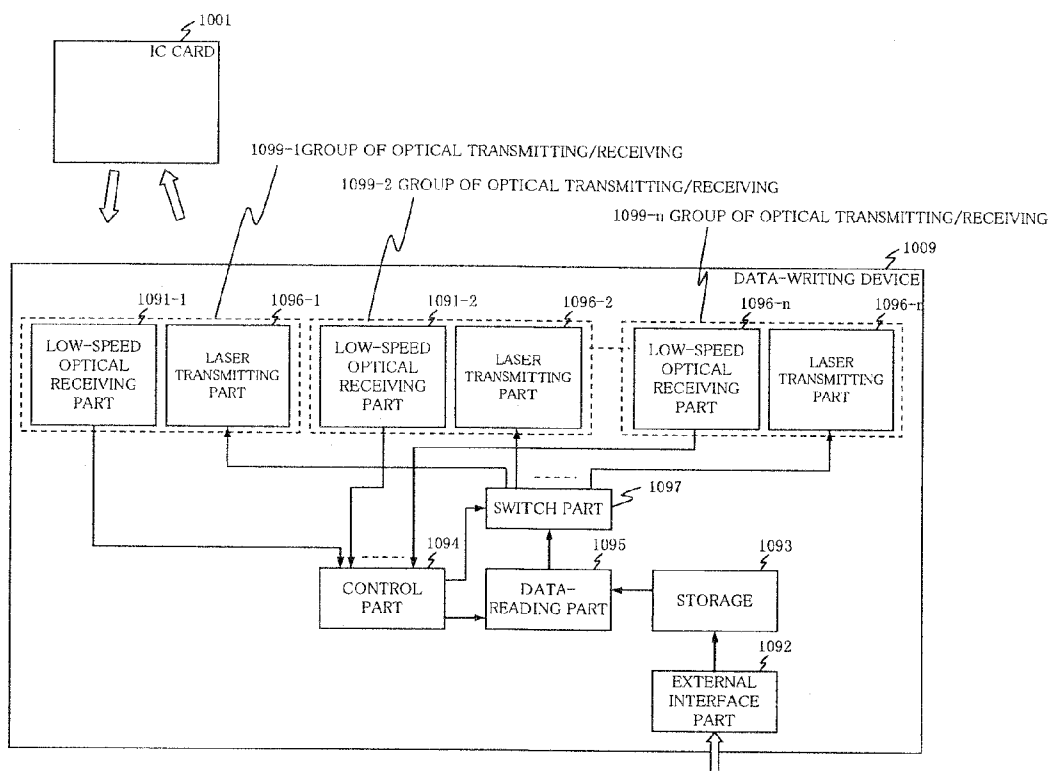 1001
IC CARD
1099-1GROUP OF OPTICAL TRANSMITTING/RECEIVING
1099-2 GROUP OF OPTICAL TRANSMITTING/RECEIVING
1099-n GROUP OF OPTICAL TRANSMITTING/RECEIVING
1009
DATA-WRITING DEVICE
1091-1
1096-1
1091-2
1096-2
1096-n
1096-n
LOW-SPEED
OPTICAL
RECEIVING
PART
LASER
TRANSMITTING
PART
LOW-SPEED
OPTICAL
RECEIVING
PART
LASER
TRANSMITTING
PART
LOW-SPEED
OPTICAL
RECEIVING
PART
LASER
TRANSMITTING
PART
1097
SWITCH PART
1094
CONTROL
PART
1095
DATA-
READING PART
1093
STORAGE
1092
EXTERNAL
INTERFACE
PART